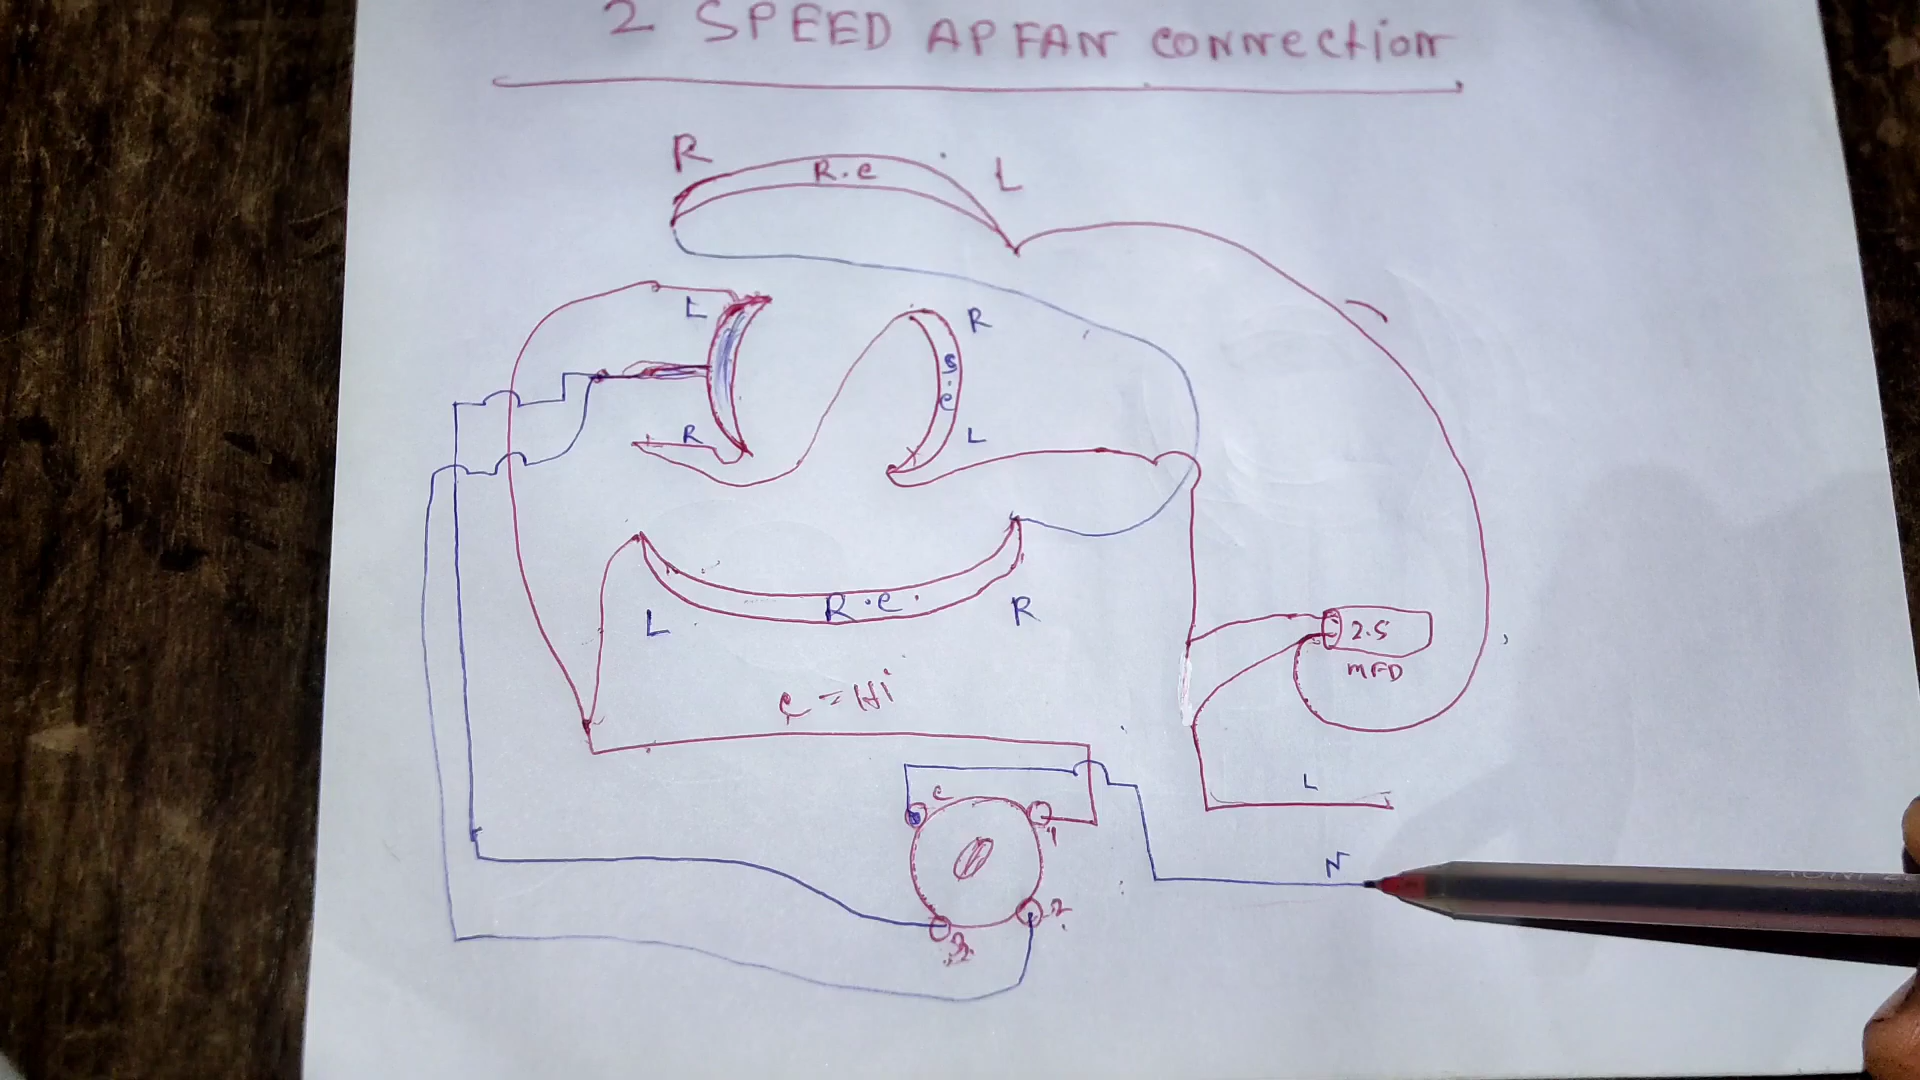 2 SPEED AP FAN CONNECTION
R
R.C
L
L
R
S.C
R
L
R.C.
L
R
2.5
MFD
C = Hi
L
C
1
N
2
3